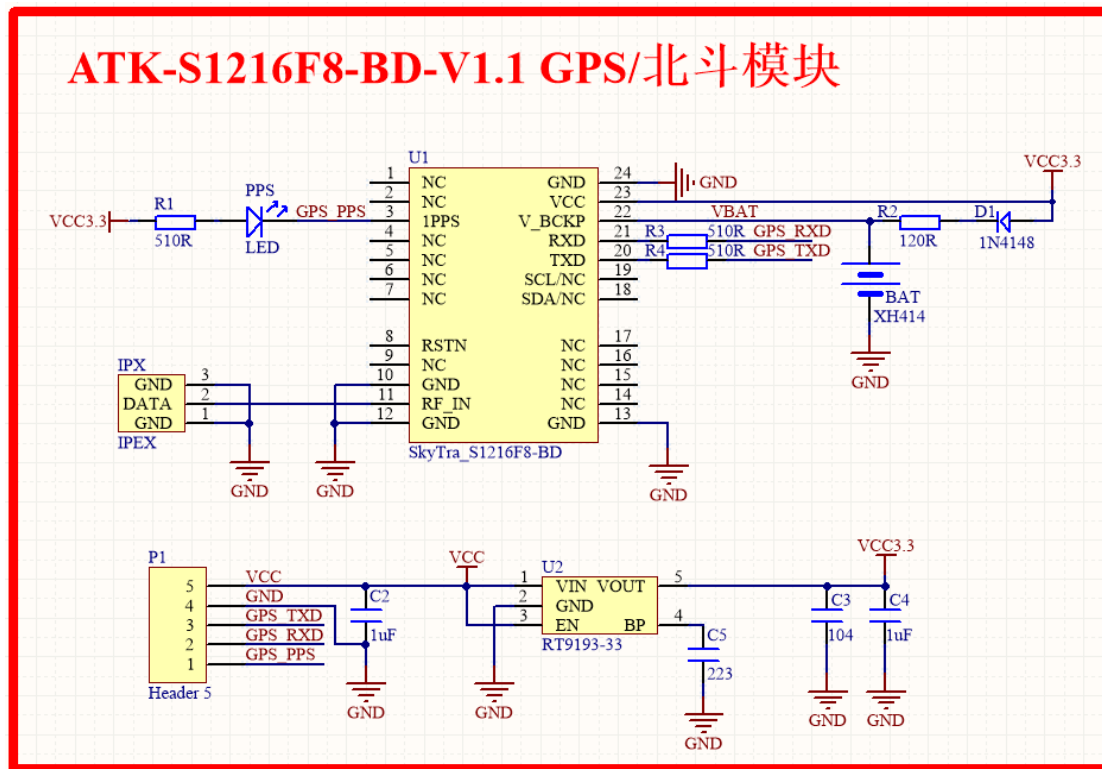 ATK-S1216F8-BD-V1.1 GPS/北斗模块
U1
1 NC GND 24 GND
2 NC VCC 23 VCC3.3
3 1PPS V_BCKP 22 VBAT
4 NC RXD 21 R3 510R GPS_RXD
5 NC TXD 20 R4 510R GPS_TXD
6 NC SCL/NC 19
7 NC SDA/NC 18
8 RSTN NC 17
9 NC NC 16
10 GND NC 15
11 RF_IN NC 14
12 GND GND 13
SkyTra_S1216F8-BD
VCC3.3
R1
510R
PPS
LED
GPS_PPS
R2
120R
D1
1N4148
BAT
XH414
GND
IPX
GND 3
DATA 2
GND 1
IPEX
GND
GND
GND
P1
5 VCC
4 GND
3 GPS_TXD
2 GPS_RXD
1 GPS_PPS
Header 5
C2
1uF
GND
VCC
U2
1 VIN VOUT 5
2 GND
3 EN BP 4
RT9193-33
GND
C5
223
GND
VCC3.3
C3
104
GND
C4
1uF
GND